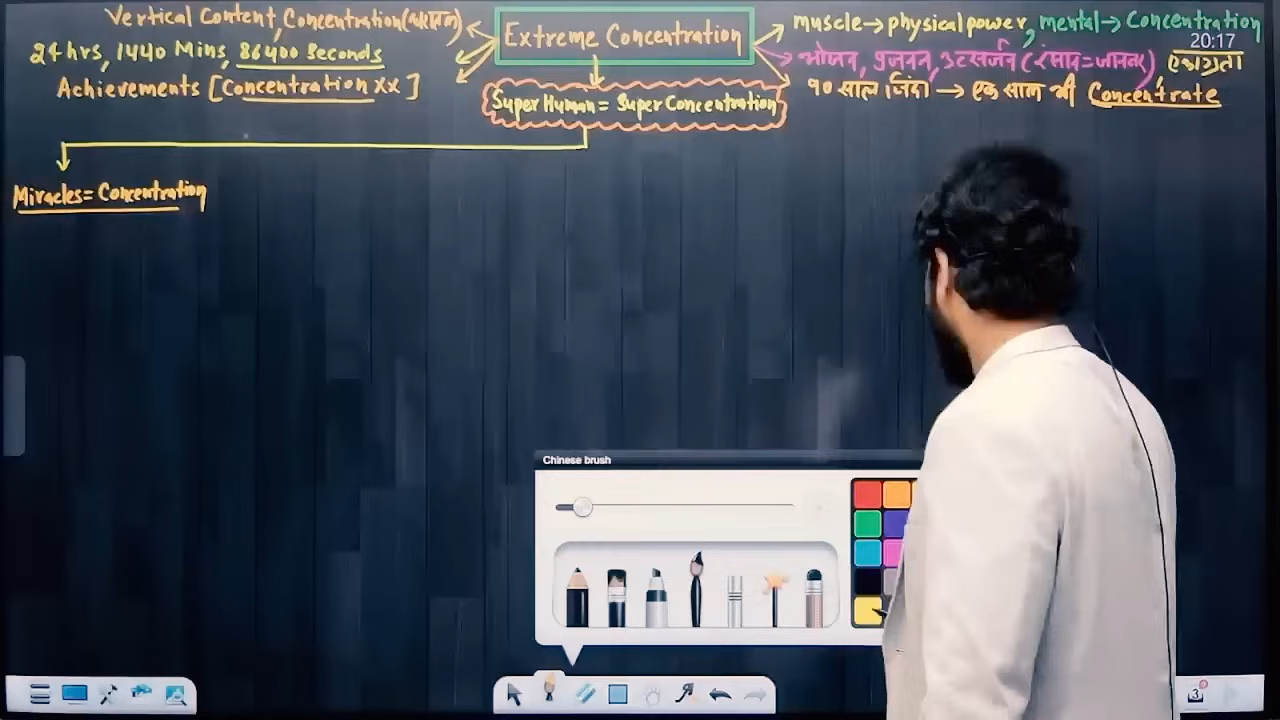 Vertical Content, Concentration
24 hrs, 1440 Mins, 86400 Seconds
Achievements [Concentration xx]
Extreme Concentration
Super Human = Super Concentration
muscle → physical power, mental → Concentration
20:17
भोजन, प्रजनन, उत्सर्जन (इंसान = जानवर), एकाग्रता
१० साल जिंदा → एक साल भी Concentrate
Miracles = Concentration
Chinese brush
3